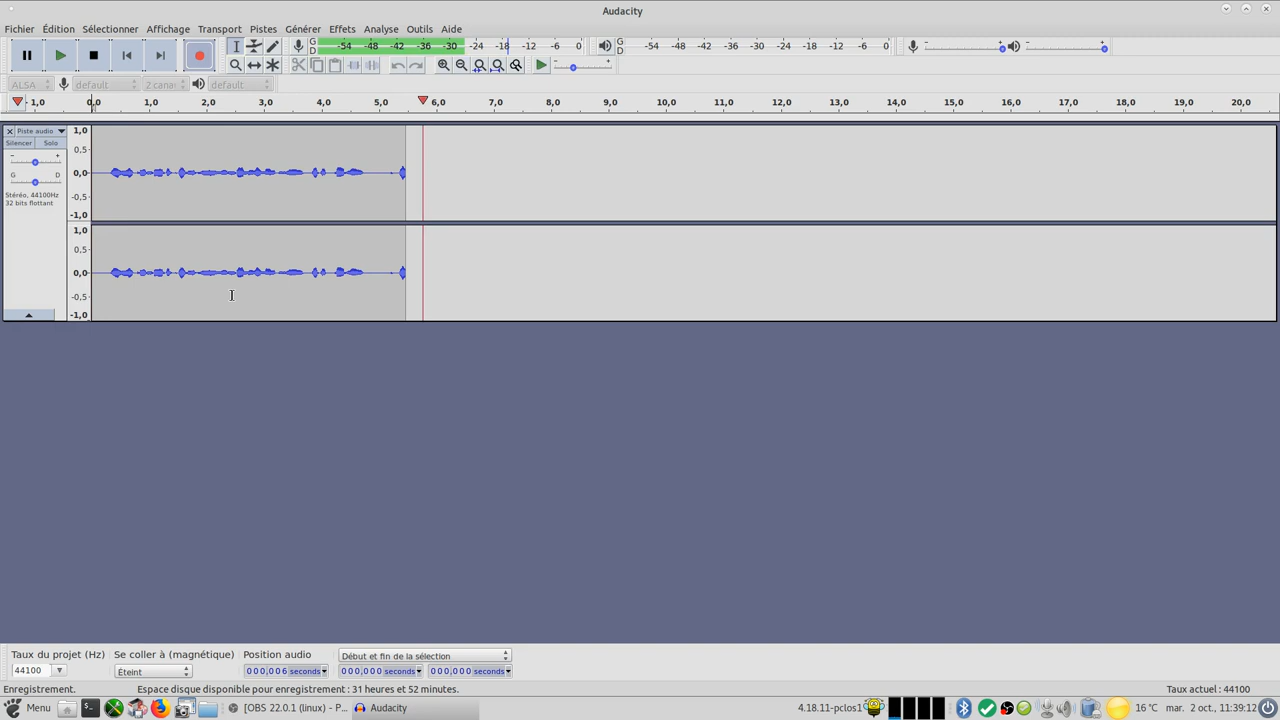 Audacity
Fichier Édition Sélectionner Affichage Transport Pistes Générer Effets Analyse Outils Aide
G D -54 -48 -42 -36 -30 -24 -18 -12 -6 0 G D -54 -48 -42 -36 -30 -24 -18 -12 -6 0 - + - +
- +
ALSA default 2 cana default
1,0 0,0 1,0 2,0 3,0 4,0 5,0 6,0 7,0 8,0 9,0 10,0 11,0 12,0 13,0 14,0 15,0 16,0 17,0 18,0 19,0 20,0
Piste audio 1,0
Silencer Solo 0,5
- +
G D 0,0
Stéréo, 44100Hz -0,5
32 bits flottant
-1,0
1,0
0,5
0,0
-0,5
-1,0
Taux du projet (Hz) Se coller à (magnétique) Position audio Début et fin de la sélection
44100 Éteint 000,006 seconds 000,000 seconds 000,000 seconds
Enregistrement. Espace disque disponible pour enregistrement : 31 heures et 52 minutes. Taux actuel : 44100
Menu [OBS 22.0.1 (linux) - P... Audacity 4.18.11-pclos1 16 °C mar. 2 oct., 11:39:12